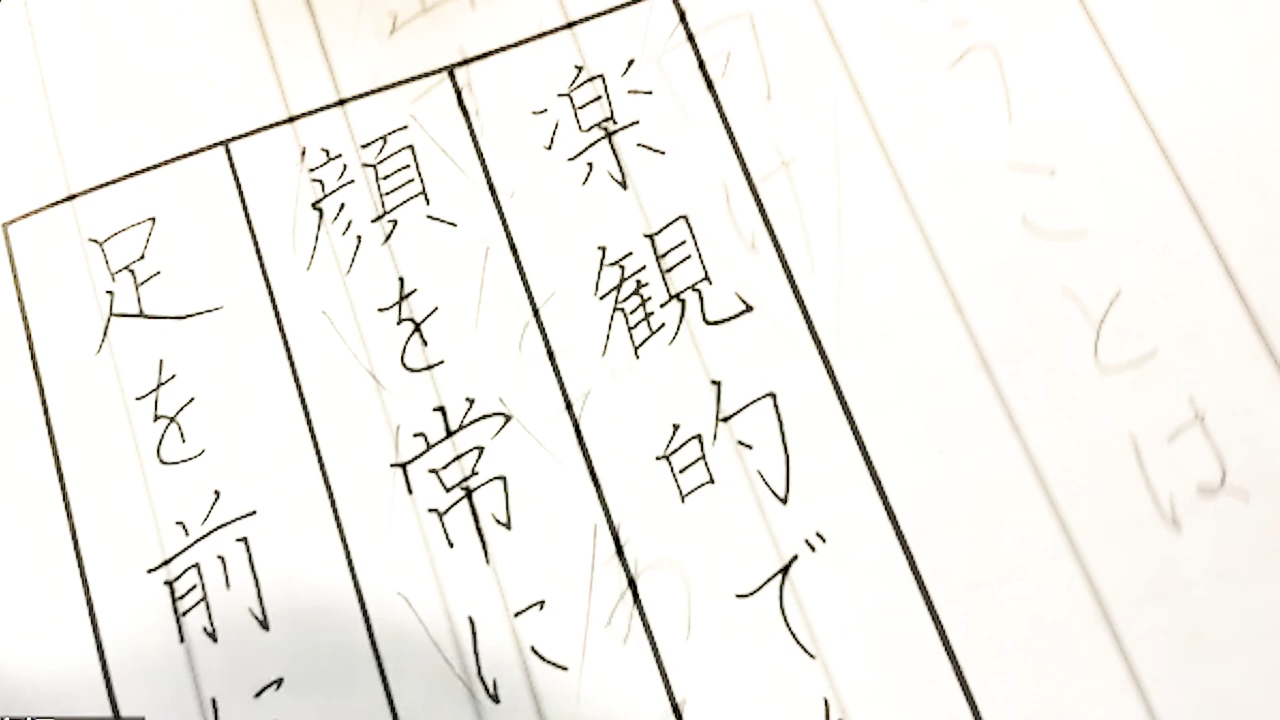 うことは
楽観的で
顔を常に
足を前に